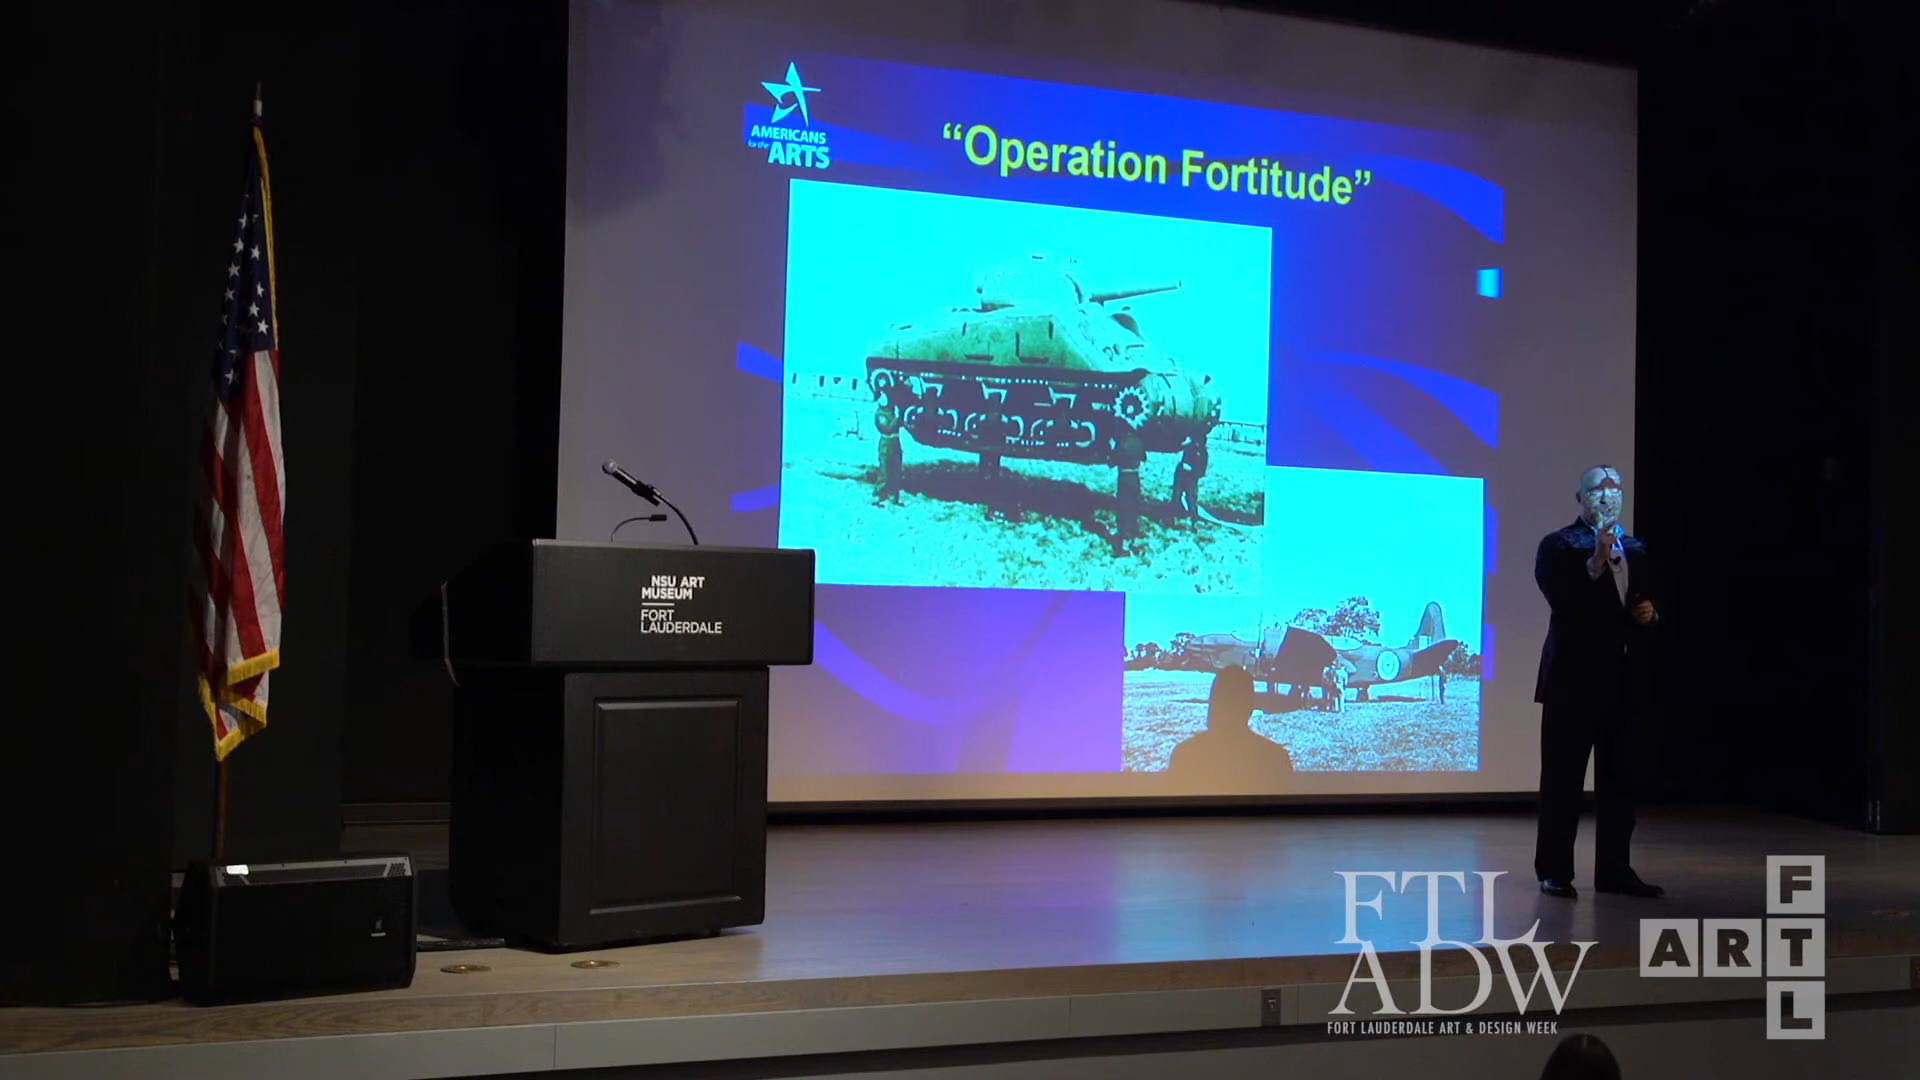 AMERICANS
for the ARTS
“Operation Fortitude”
NSU ART
MUSEUM
FORT
LAUDERDALE
FTL
ADW
FORT LAUDERDALE ART & DESIGN WEEK
ART
FTL